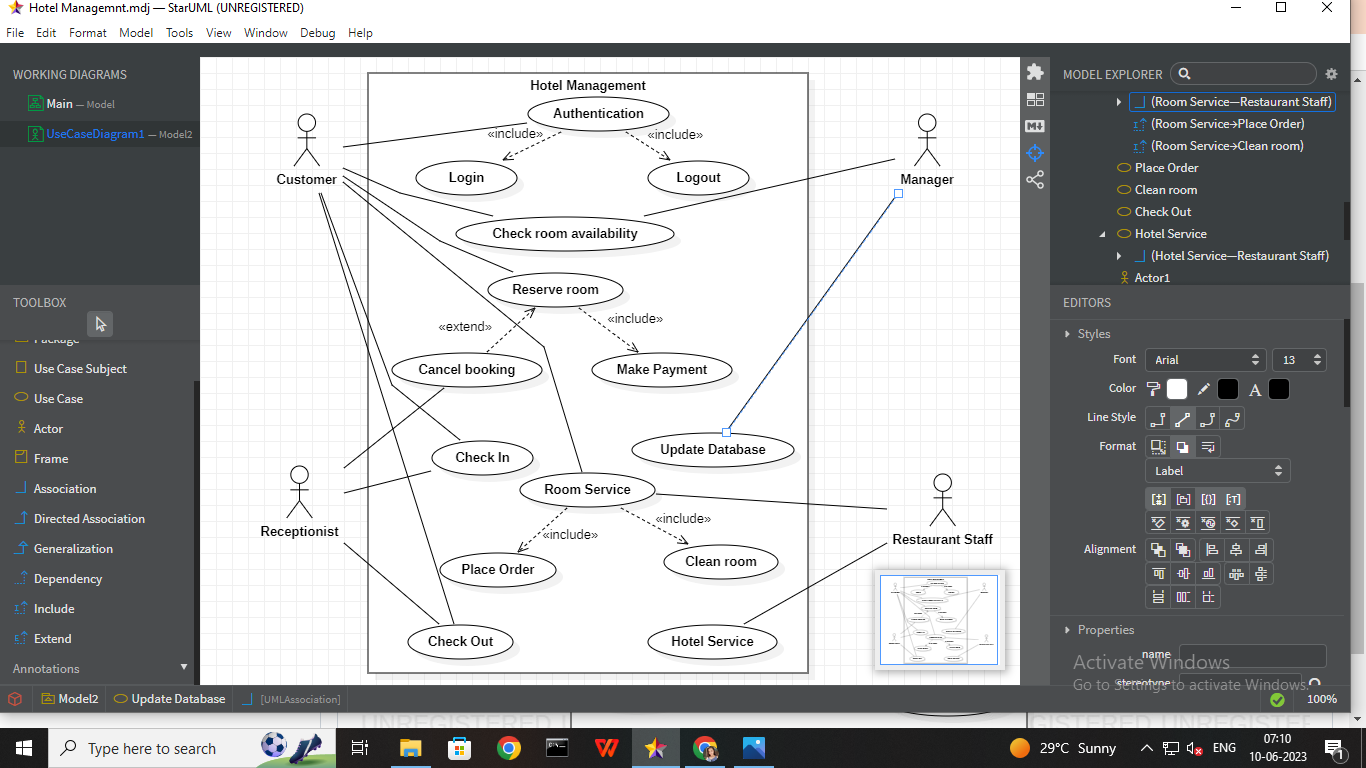 Hotel Managemnt.mdj — StarUML (UNREGISTERED)
File Edit Format Model Tools View Window Debug Help
WORKING DIAGRAMS
Main — Model
UseCaseDiagram1 — Model2
TOOLBOX
Package
Use Case Subject
Use Case
Actor
Frame
Association
Directed Association
Generalization
Dependency
Include
Extend
Annotations
Hotel Management
Authentication
«include» «include»
Login Logout
Customer
Manager
Check room availability
Reserve room
«extend» «include»
Cancel booking Make Payment
Check In
Update Database
Room Service
Receptionist
Restaurant Staff
«include» «include»
Place Order Clean room
Check Out Hotel Service
MODEL EXPLORER
(Room Service—Restaurant Staff)
(Room Service→Place Order)
(Room Service→Clean room)
Place Order
Clean room
Check Out
Hotel Service
(Hotel Service—Restaurant Staff)
Actor1
EDITORS
Styles
Font Arial 13
Color A
Line Style
Format
Label
Alignment
Properties
name
stereotype
Activate Windows
Go to Settings to activate Windows.
Model2 Update Database [UMLAssociation]
100%
UNREGISTERED
Type here to search
29°C Sunny
ENG
07:10
10-06-2023
1